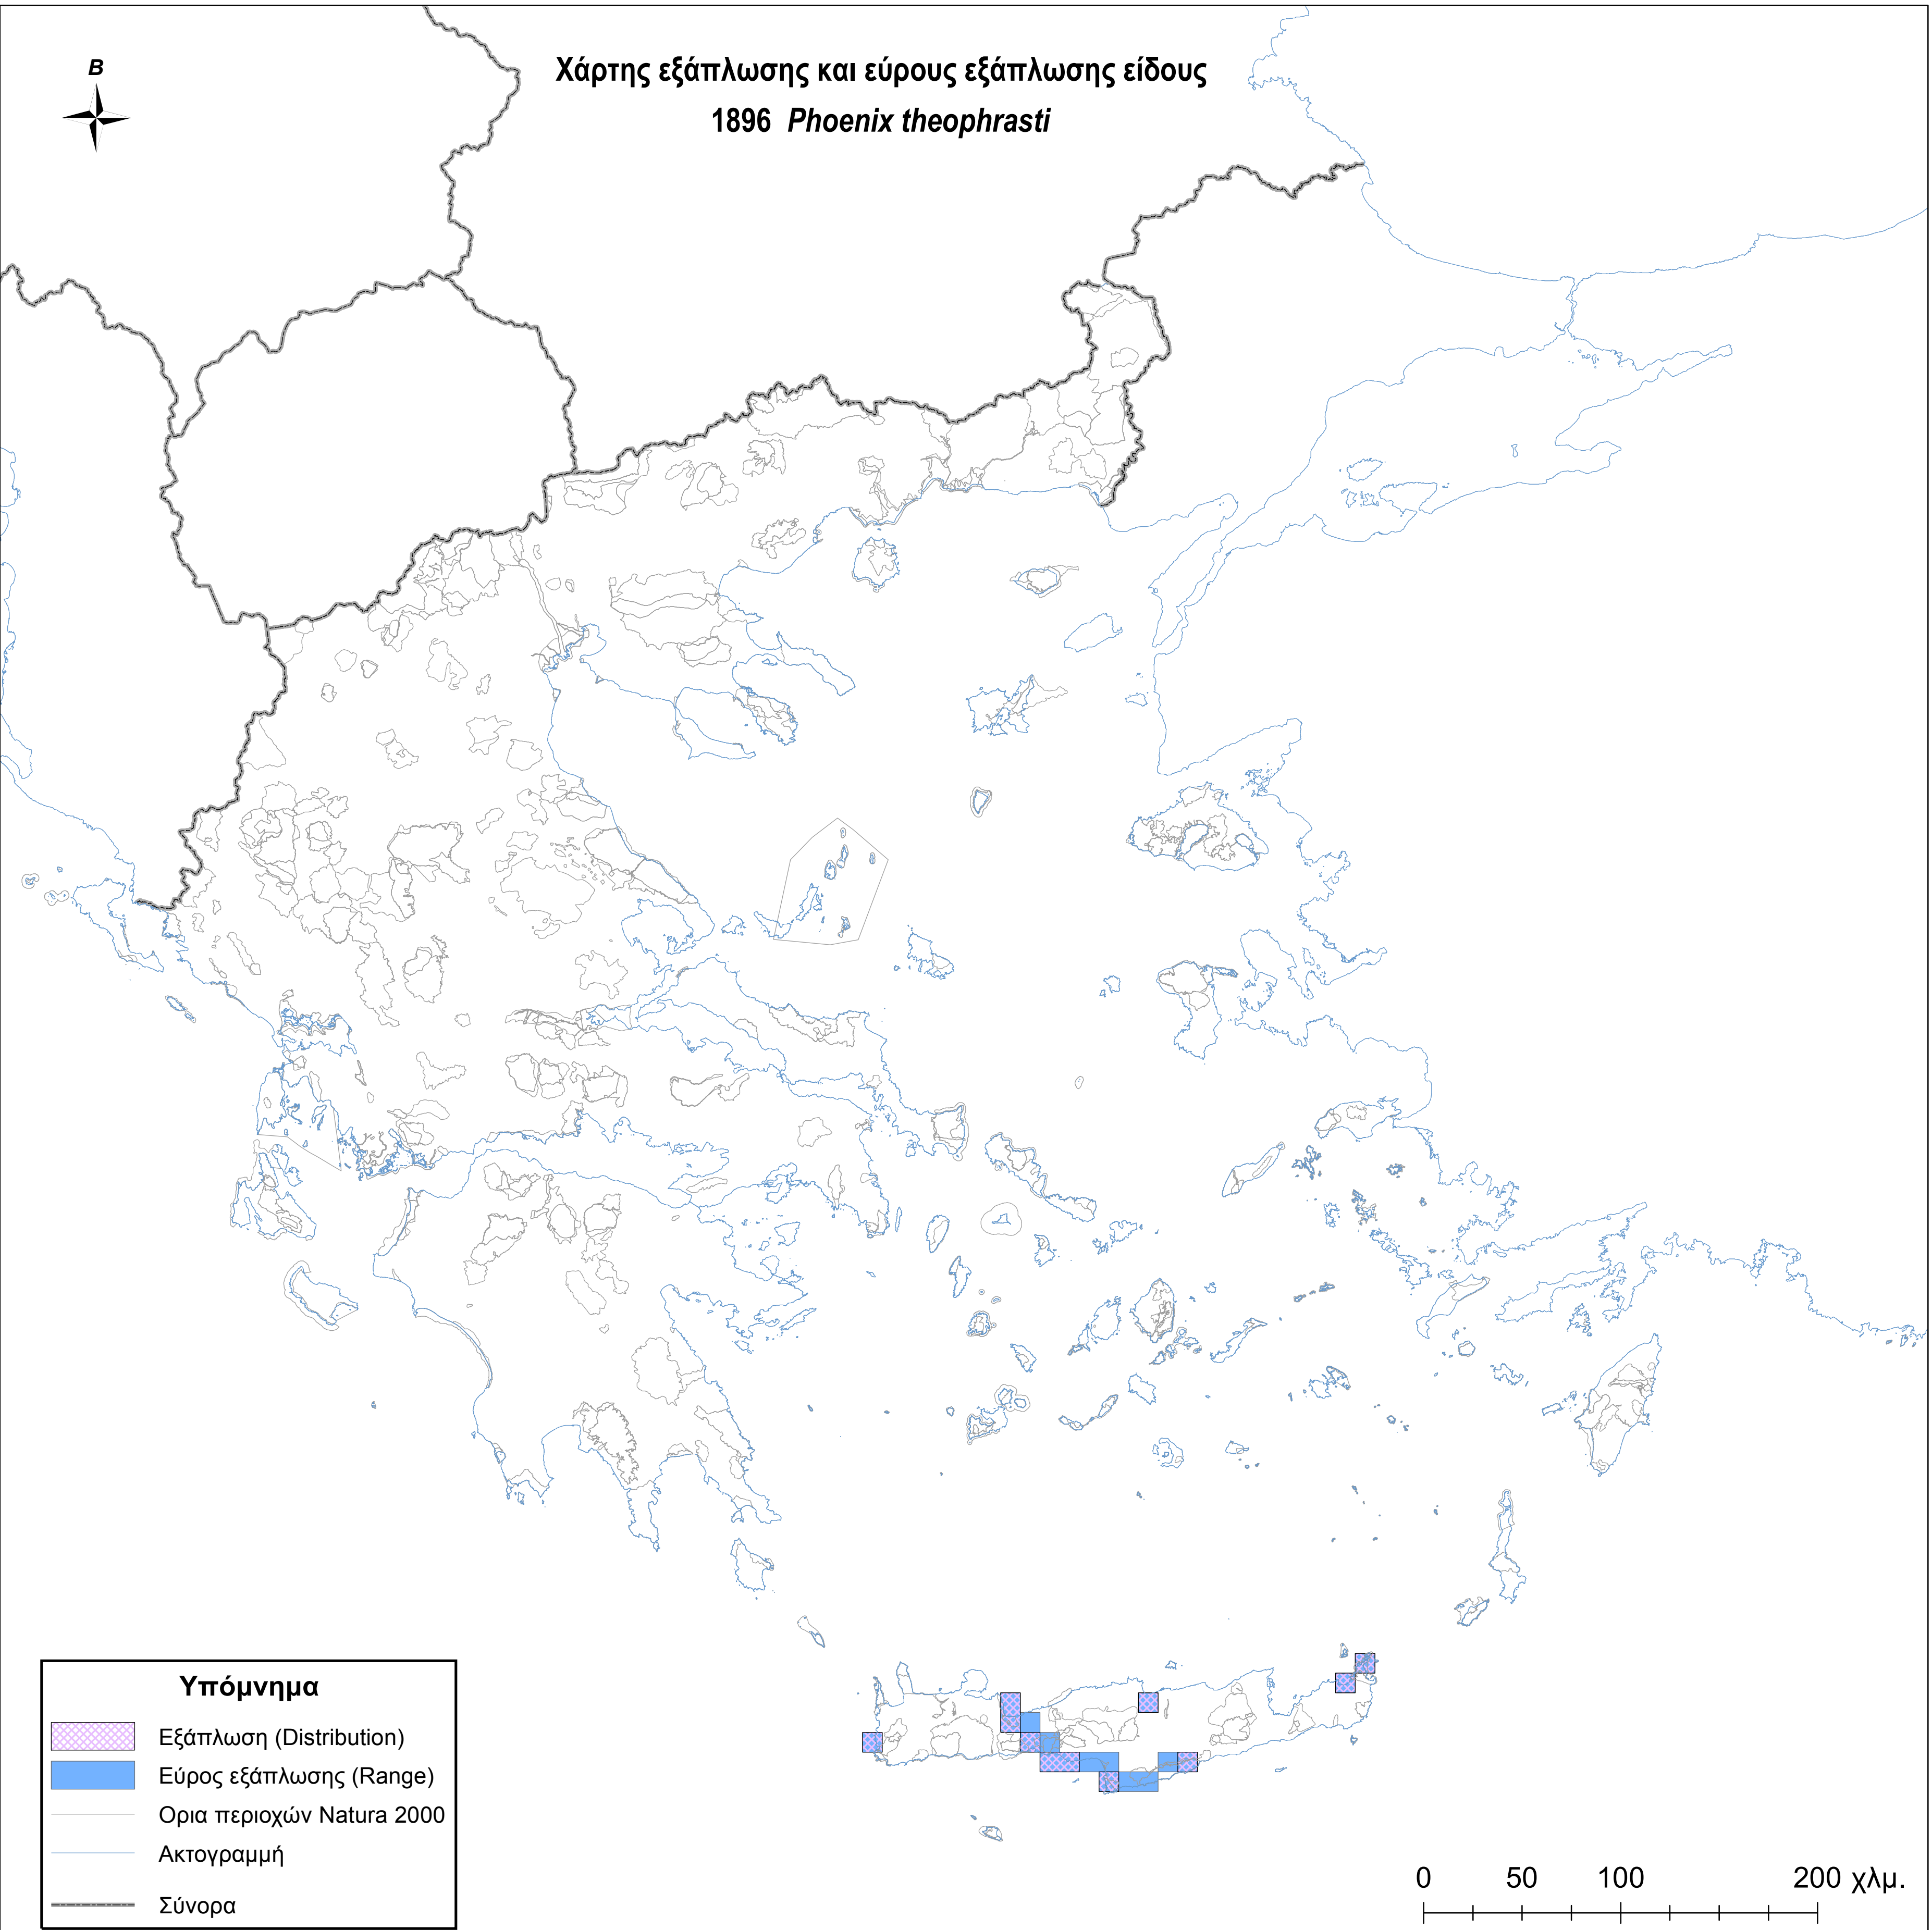 Χάρτης εξάπλωσης και εύρους εξάπλωσης είδους
1896 Phoenix theophrasti
Β
Υπόμνημα
Εξάπλωση (Distribution)
Εύρος εξάπλωσης (Range)
Ορια περιοχών Natura 2000
Ακτογραμμή
Σύνορα
0 50 100 200 χλμ.